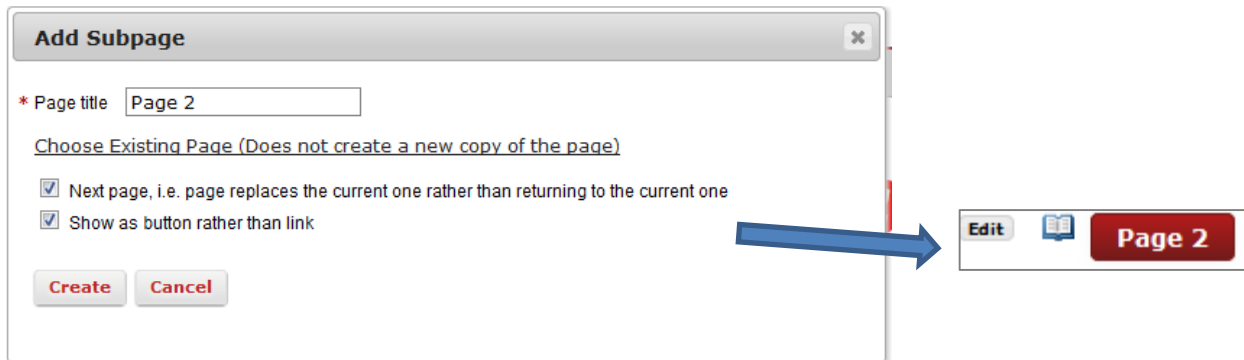 Add Subpage
* Page title Page 2
Choose Existing Page (Does not create a new copy of the page)
Next page, i.e. page replaces the current one rather than returning to the current one
Show as button rather than link
Create Cancel
Edit Page 2